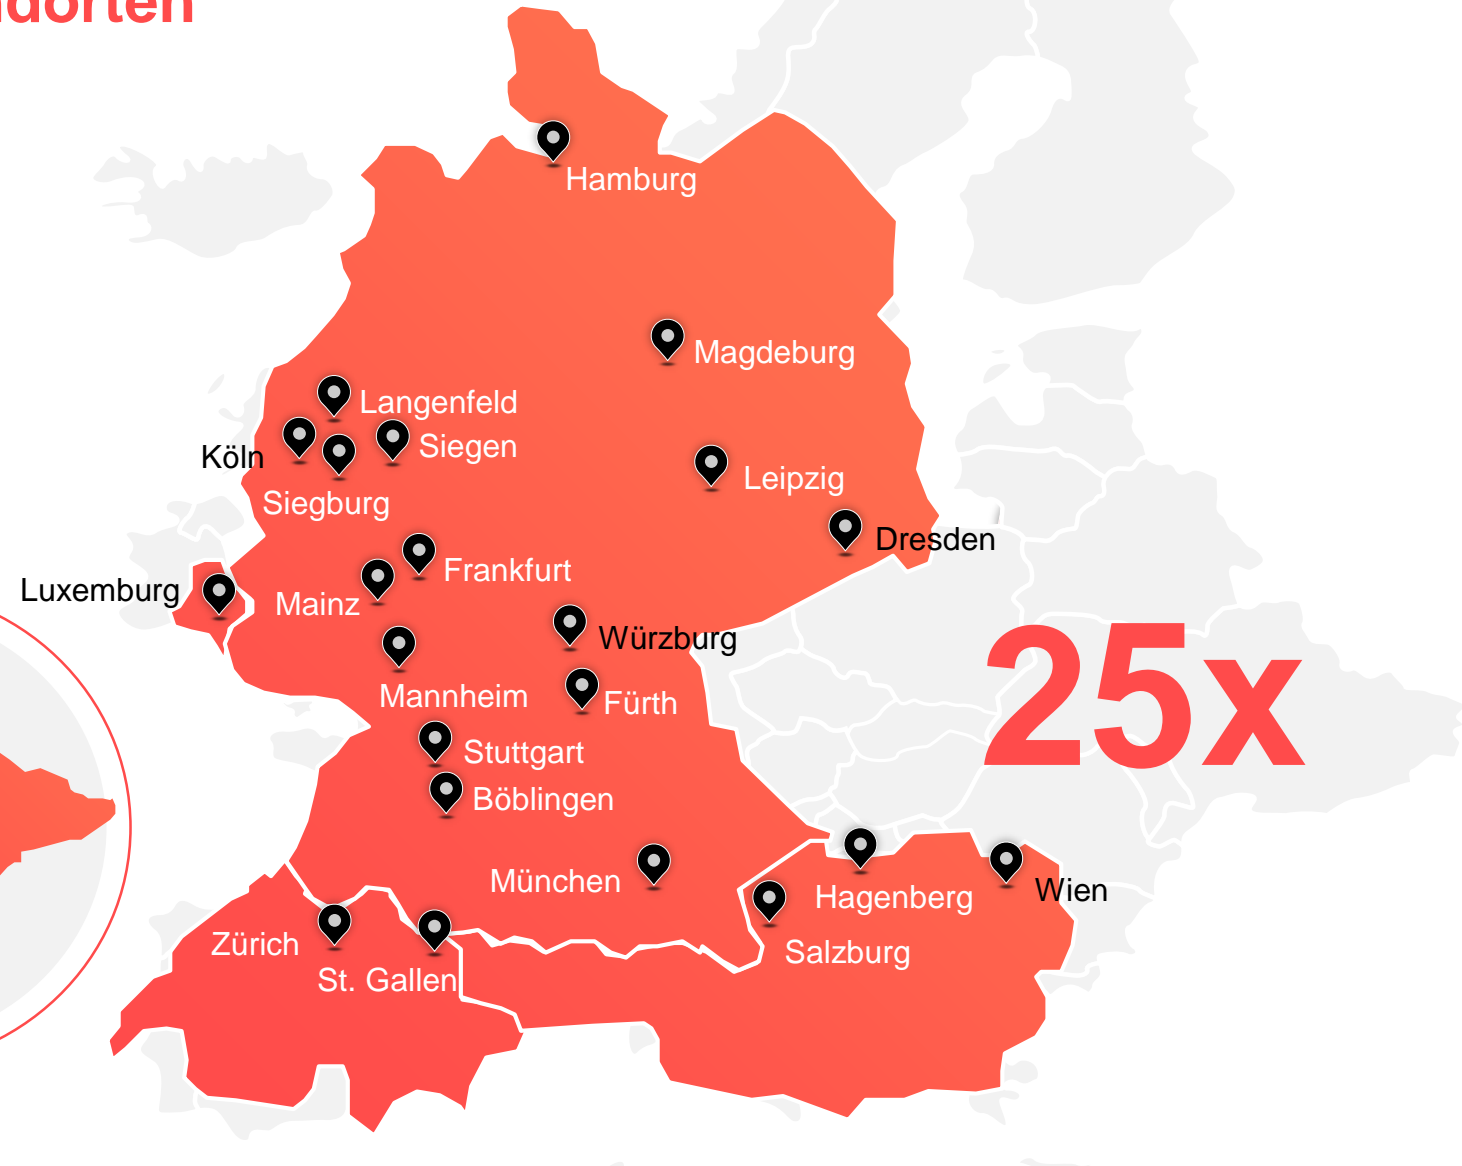 Hamburg
Magdeburg
Langenfeld
Siegen
Köln
Leipzig
Siegburg
Dresden
Frankfurt
Luxemburg
Mainz
Würzburg
25x
Mannheim
Fürth
Stuttgart
Böblingen
München
Hagenberg
Wien
Zürich
Salzburg
St. Gallen